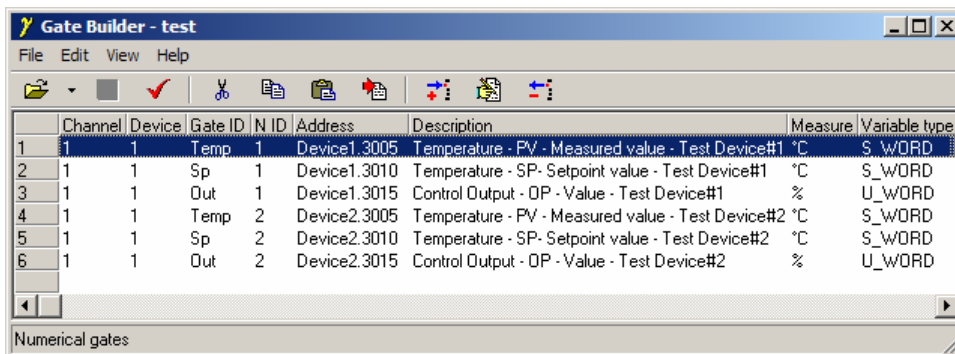 Gate Builder - test
File Edit View Help
Channel Device Gate ID N ID Address Description Measure Variable type
1 1 1 Temp 1 Device1.3005 Temperature - PV - Measured value - Test Device#1 °C S_WORD
2 1 1 Sp 1 Device1.3010 Temperature - SP- Setpoint value - Test Device#1 °C S_WORD
3 1 1 Out 1 Device1.3015 Control Output - OP - Value - Test Device#1 % U_WORD
4 1 1 Temp 2 Device2.3005 Temperature - PV - Measured value - Test Device#2 °C S_WORD
5 1 1 Sp 2 Device2.3010 Temperature - SP- Setpoint value - Test Device#2 °C S_WORD
6 1 1 Out 2 Device2.3015 Control Output - OP - Value - Test Device#2 % U_WORD
Numerical gates